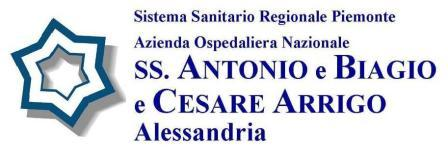 Sistema Sanitario Regionale Piemonte
Azienda Ospedaliera Nazionale
SS. ANTONIO e BIAGIO
e CESARE ARRIGO
Alessandria